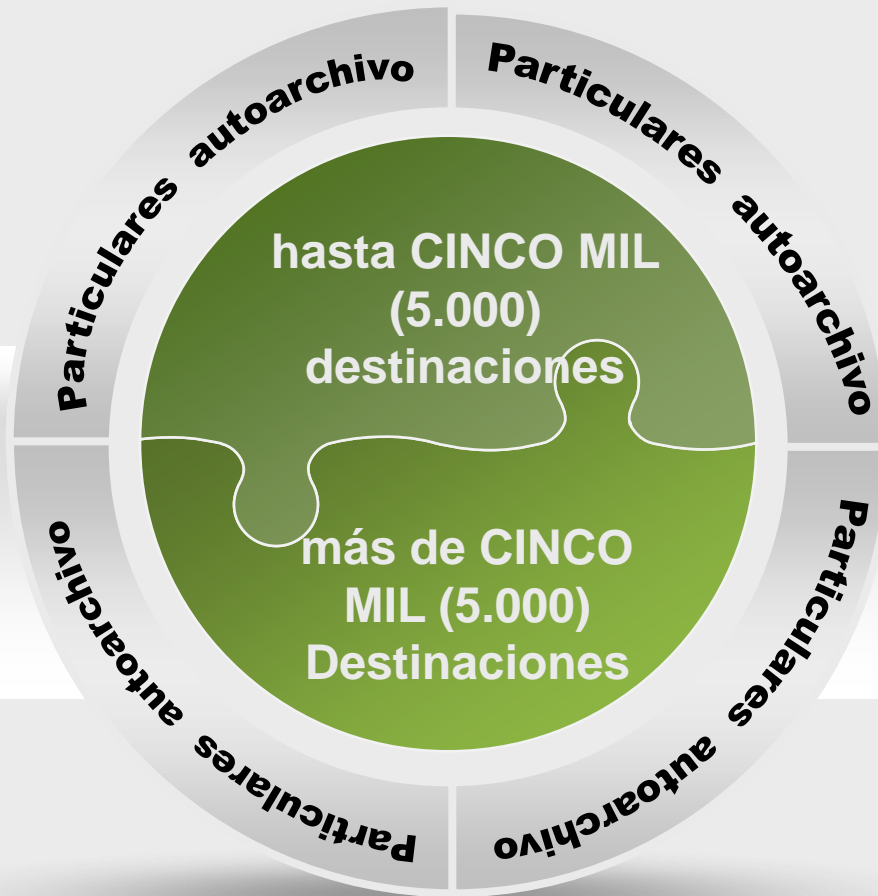 Particulares autoarchivo
Particulares autoarchivo
hasta CINCO MIL
(5.000)
destinaciones
más de CINCO
MIL (5.000)
Destinaciones
Particulares autoarchivo
Particulares autoarchivo